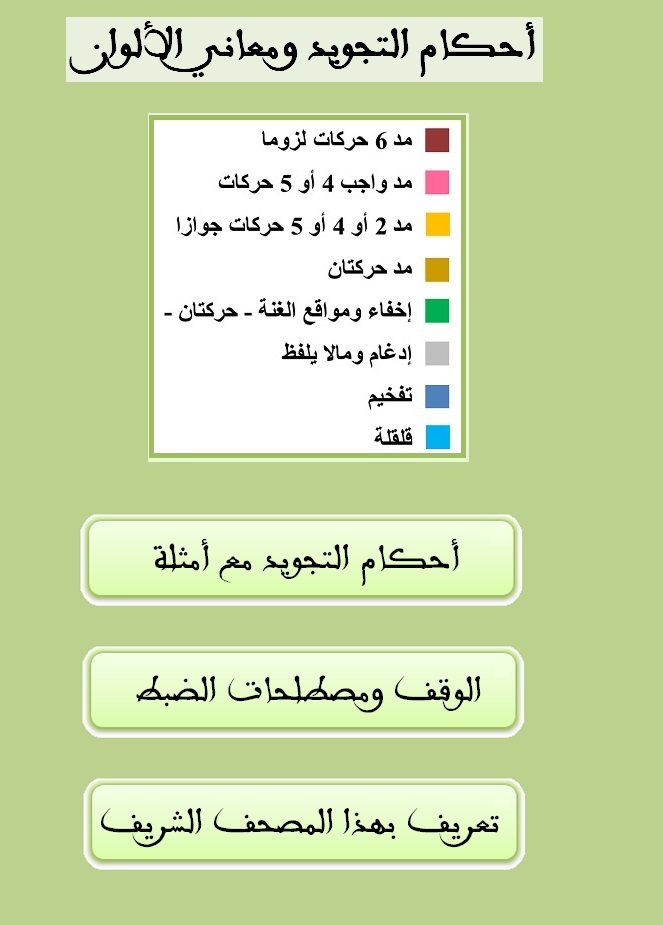 أحكام التجويد ومعاني الألوان
مد 6 حركات لزوما
مد واجب 4 أو 5 حركات
مد 2 أو 4 أو 5 حركات جوازا
مد حركتان
إخفاء ومواقع الغنة - حركتان -
إدغام ومالا يلفظ
تفخيم
قلقلة
أحكام التجويد مع أمثلة
الوقف ومصطلحات الضبط
تعريف بهذا المصحف الشريف